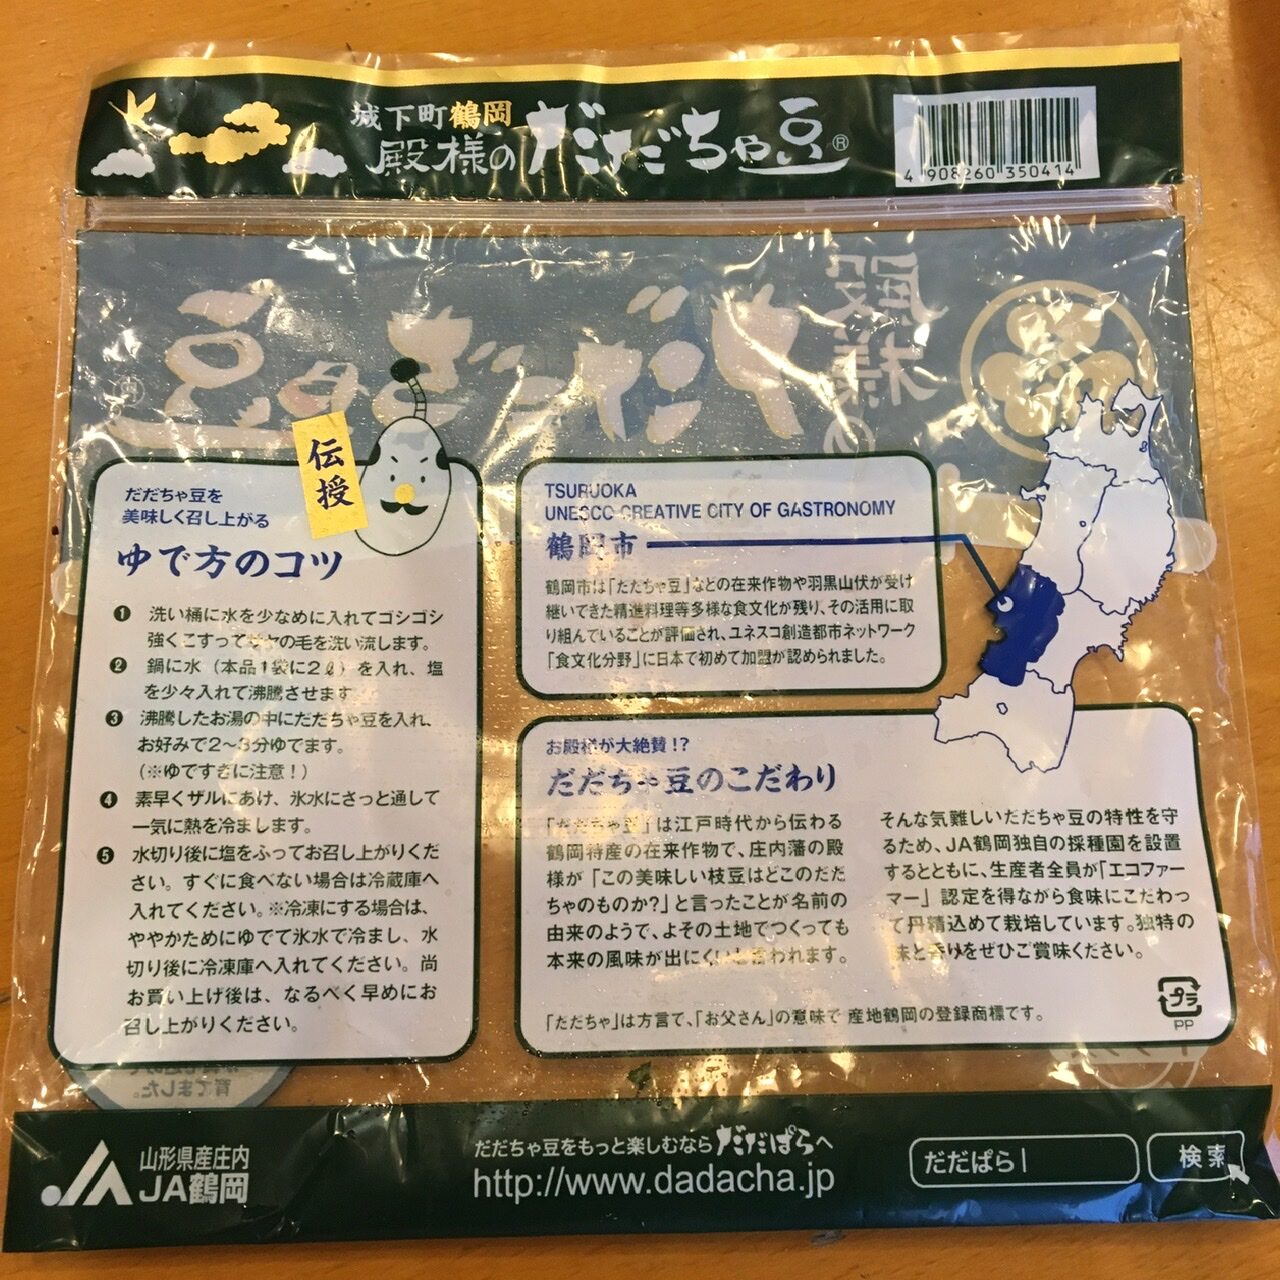 城下町鶴岡
殿様のだだちゃ豆®
4 908260 350414
殿様の
だだちゃ豆
伝授
だだちゃ豆を
美味しく召し上がる
ゆで方のコツ
❶ 洗い桶に水を少なめに入れてゴシゴシ
強くこすってサヤの毛を洗い流します。
❷ 鍋に水(本品1袋に2ℓ)を入れ、塩
を少々入れて沸騰させます。
❸ 沸騰したお湯の中にだだちゃ豆を入れ、
お好みで2〜3分ゆでます。
(※ゆですぎに注意!)
❹ 素早くザルにあけ、氷水にさっと通して
一気に熱を冷まします。
❺ 水切り後に塩をふってお召し上がりくだ
さい。すぐに食べない場合は冷蔵庫へ
入れてください。※冷凍にする場合は、
ややかためにゆでて氷水で冷まし、水
切り後に冷凍庫へ入れてください。尚
お買い上げ後は、なるべく早めにお
召し上がりください。
TSURUOKA
UNESCO CREATIVE CITY OF GASTRONOMY
鶴岡市
鶴岡市は「だだちゃ豆」などの在来作物や羽黒山伏が受け
継いできた精進料理等多様な食文化が残り、その活用に取
り組んでいることが評価され、ユネスコ創造都市ネットワーク
「食文化分野」に日本で初めて加盟が認められました。
お殿様が大絶賛!?
だだちゃ豆のこだわり
「だだちゃ豆」は江戸時代から伝わる
鶴岡特産の在来作物で、庄内藩の殿
様が「この美味しい枝豆はどこのだだ
ちゃのものか?」と言ったことが名前の
由来のようで、よその土地でつくっても
本来の風味が出にくいと言われます。
そんな気難しいだだちゃ豆の特性を守
るため、JA鶴岡独自の採種園を設置
するとともに、生産者全員が「エコファー
マー」認定を得ながら食味にこだわっ
て丹精込めて栽培しています。独特の
味と香りをぜひご賞味ください。
「だだちゃ」は方言で、「お父さん」の意味で 産地鶴岡の登録商標です。
プラ
PP
育てました。
山形県産庄内
JA鶴岡
だだちゃ豆をもっと楽しむなら だだぱらへ
http://www.dadacha.jp
だだぱら
検索